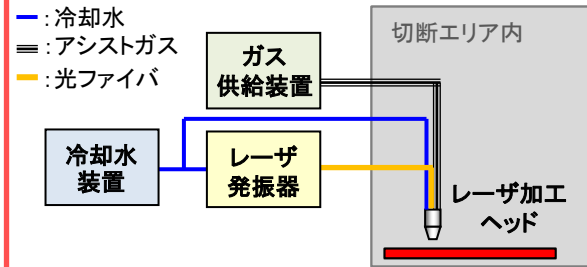 ：冷却水
：アシストガス
：光ファイバ
ガス
供給装置
切断エリア内
冷却水
装置
レーザ
発振器
レーザ加工
ヘッド